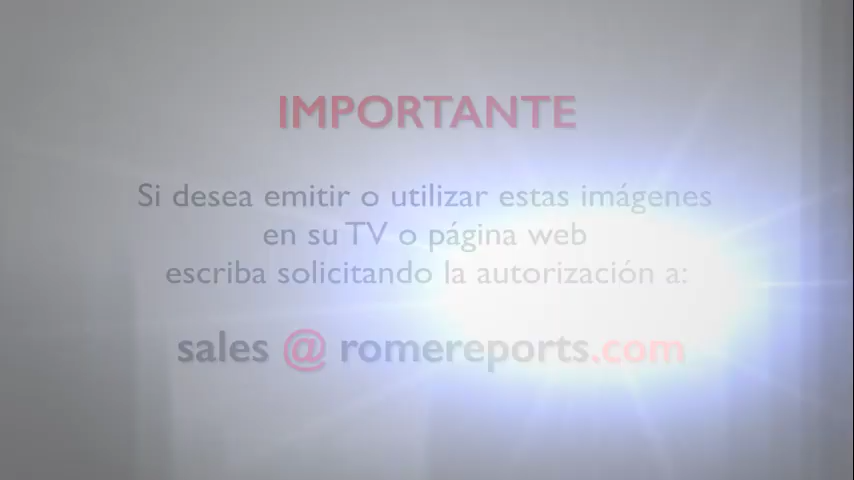 IMPORTANTE
Si desea emitir o utilizar estas imágenes
en su TV o página web
escriba solicitando la autorización a:
sales @ romereports.com